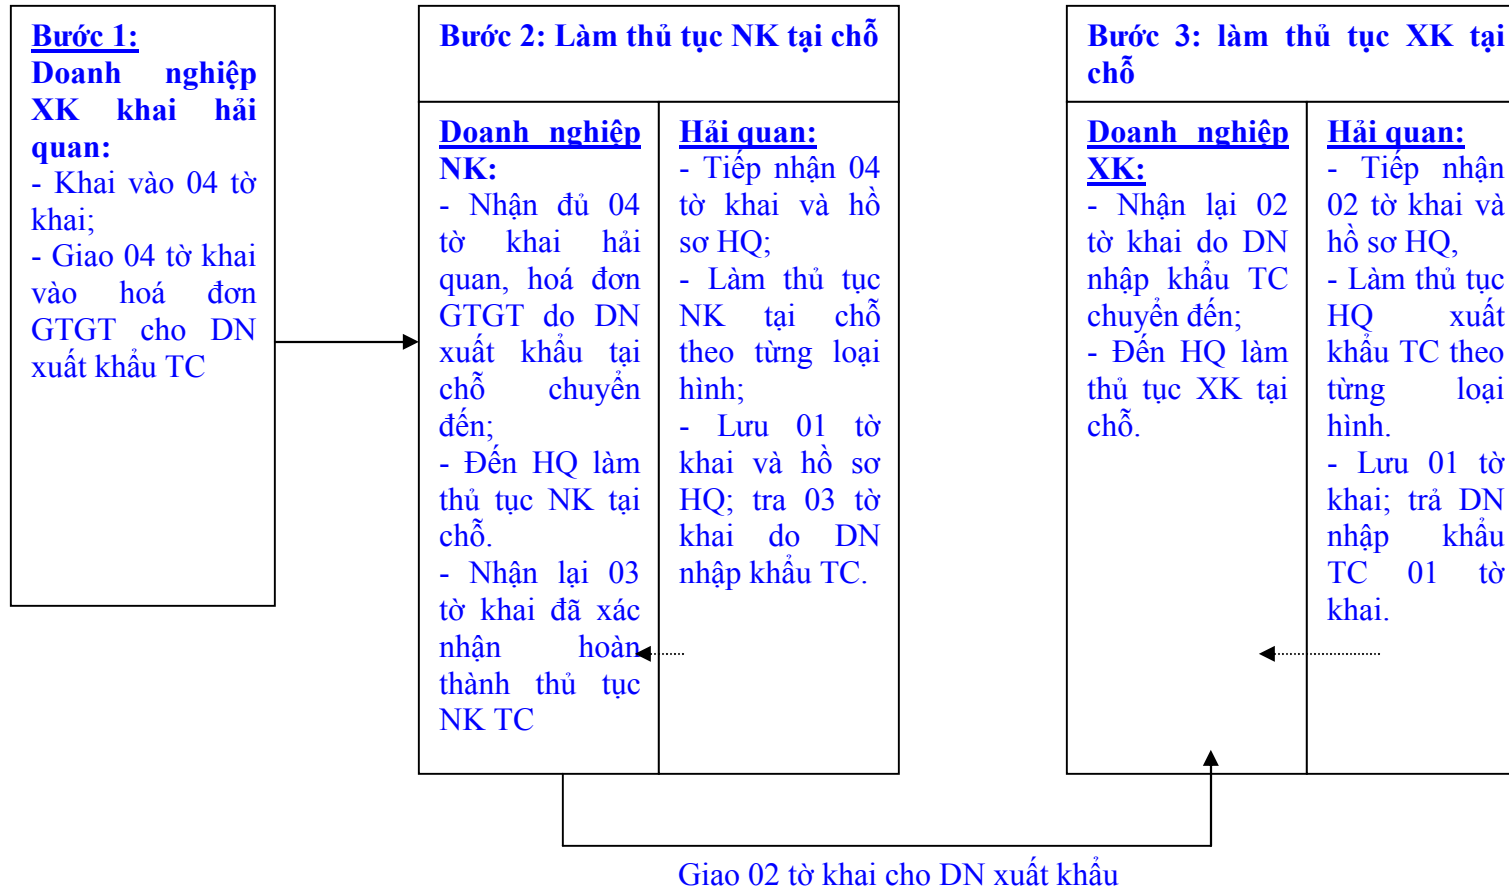 Bước 1:
Doanh nghiệp
XK khai hải
quan:
- Khai vào 04 tờ
khai;
- Giao 04 tờ khai
vào hoá đơn
GTGT cho DN
xuất khẩu TC
Bước 2: Làm thủ tục NK tại chỗ
Doanh nghiệp
NK:
- Nhận đủ 04
tờ khai hải
quan, hoá đơn
GTGT do DN
xuất khẩu tại
chỗ chuyển
đến;
- Đến HQ làm
thủ tục NK tại
chỗ.
- Nhận lại 03
tờ khai đã xác
nhận hoàn
thành thủ tục
NK TC
Hải quan:
- Tiếp nhận 04
tờ khai và hồ
sơ HQ;
- Làm thủ tục
NK tại chỗ
theo từng loại
hình;
- Lưu 01 tờ
khai và hồ sơ
HQ; tra 03 tờ
khai do DN
nhập khẩu TC.
Bước 3: làm thủ tục XK tại
chỗ
Doanh nghiệp
XK:
- Nhận lại 02
tờ khai do DN
nhập khẩu TC
chuyển đến;
- Đến HQ làm
thủ tục XK tại
chỗ.
Hải quan:
- Tiếp nhận
02 tờ khai và
hồ sơ HQ,
- Làm thủ tục
HQ xuất
khẩu TC theo
từng loại
hình.
- Lưu 01 tờ
khai; trả DN
nhập khẩu
TC 01 tờ
khai.
Giao 02 tờ khai cho DN xuất khẩu